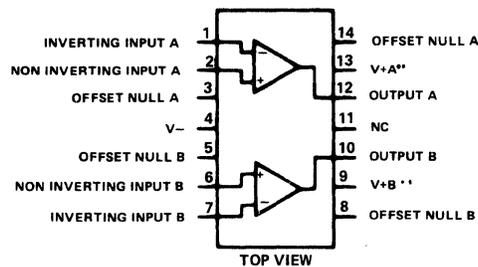 1 14
INVERTING INPUT A OFFSET NULL A
2 13
NON INVERTING INPUT A V+A**
3 12
OFFSET NULL A OUTPUT A
4 11
V− NC
5 10
OFFSET NULL B OUTPUT B
6 9
NON INVERTING INPUT B V+B**
7 8
INVERTING INPUT B OFFSET NULL B
−
+
+
−
TOP VIEW